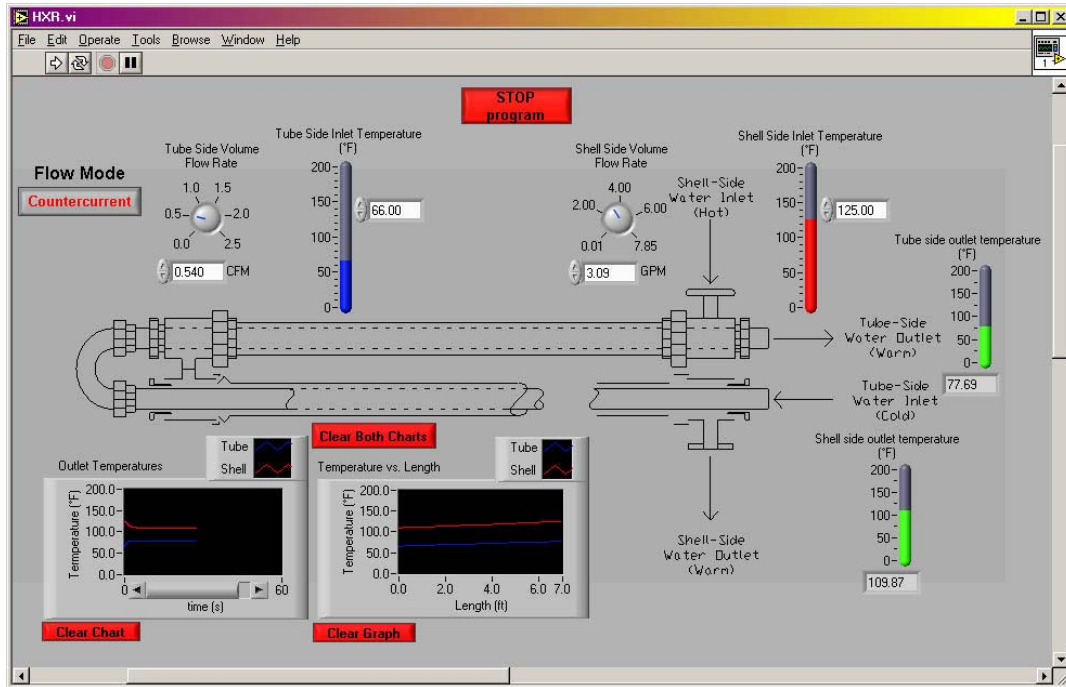 HXR.vi
File Edit Operate Tools Browse Window Help
1
STOP
program
Flow Mode
Countercurrent
Tube Side Volume
Flow Rate
0.0 0.5 1.0 1.5 2.0 2.5
0.540 CFM
Tube Side Inlet Temperature
(°F)
200
150
100
50
0
66.00
Shell Side Volume
Flow Rate
0.01 2.00 4.00 6.00 7.85
3.09 GPM
Shell-Side
Water Inlet
(Hot)
Shell Side Inlet Temperature
(°F)
200
150
100
50
0
125.00
Tube side outlet temperature
(°F)
200
150
100
50
0
77.69
Tube-Side
Water Outlet
(Warm)
Tube-Side
Water Inlet
(Cold)
Shell side outlet temperature
(°F)
200
150
100
50
0
109.87
Shell-Side
Water Outlet
(Warm)
Clear Both Charts
Outlet Temperatures
Tube
Shell
Termperature (°F)
200.0
150.0
100.0
50.0
0.0
0 60
time (s)
Clear Chart
Temperature vs. Length
Tube
Shell
Temperature (°F)
200.0
150.0
100.0
50.0
0.0
0.0 2.0 4.0 6.0 7.0
Length (ft)
Clear Graph